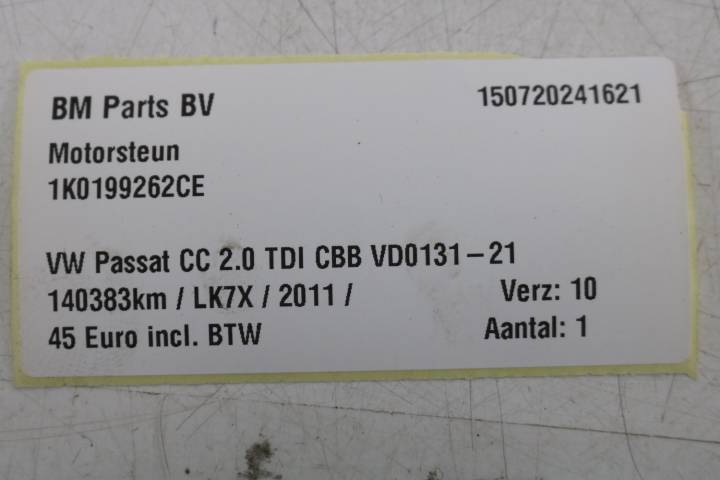 BM Parts BV 150720241621
Motorsteun
1K0199262CE
VW Passat CC 2.0 TDI CBB VD0131-21
140383km / LK7X / 2011 / Verz: 10
45 Euro incl. BTW Aantal: 1